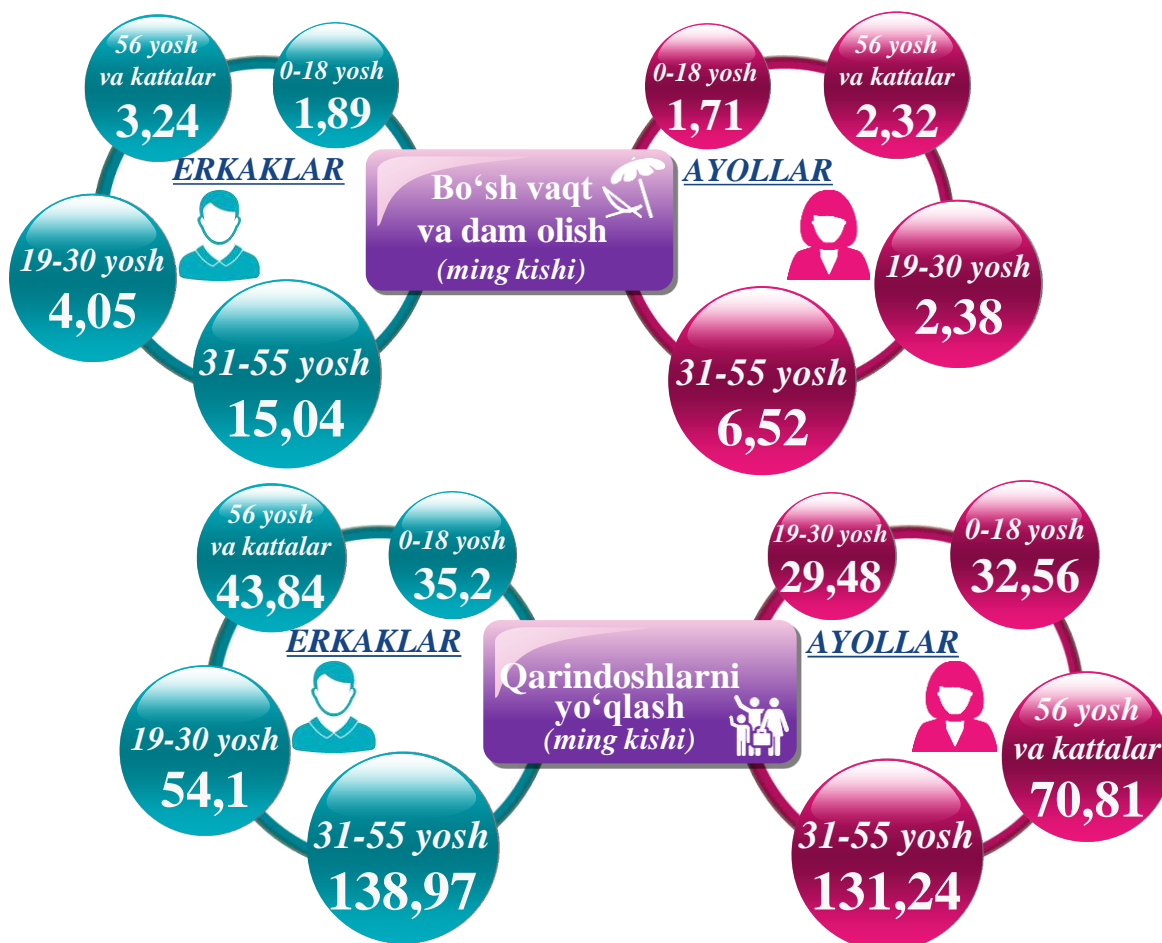 56 yosh
va kattalar
3,24
0-18 yosh
1,89
ERKAKLAR
19-30 yosh
4,05
31-55 yosh
15,04
Bo‘sh vaqt
va dam olish
(ming kishi)
0-18 yosh
1,71
56 yosh
va kattalar
2,32
AYOLLAR
19-30 yosh
2,38
31-55 yosh
6,52
56 yosh
va kattalar
43,84
0-18 yosh
35,2
ERKAKLAR
19-30 yosh
54,1
31-55 yosh
138,97
Qarindoshlarni
yo‘qlash
(ming kishi)
19-30 yosh
29,48
0-18 yosh
32,56
AYOLLAR
56 yosh
va kattalar
70,81
31-55 yosh
131,24